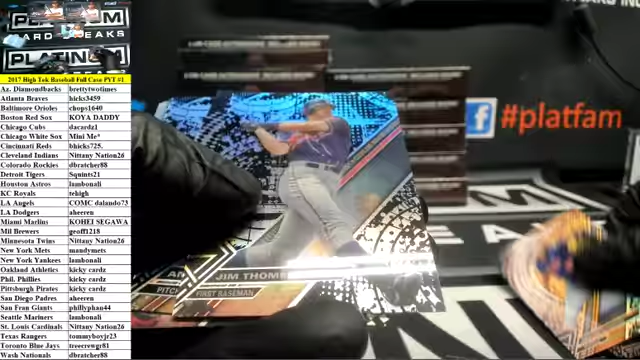 PLATINUM
CARD BREAKS
PLATINUM
2017 High Tek Baseball Full Case PYT #1
Az. Diamondbacks brettytwotimes
Atlanta Braves hicks3459
Baltimore Orioles chops1640
Boston Red Sox KOYA DADDY
Chicago Cubs dacardz1
Chicago White Sox Mini Me*
Cincinnati Reds bhicks725.
Cleveland Indians Nittany Nation26
Colorado Rockies dbratcher88
Detroit Tigers Squints21
Houston Astros lambonali
KC Royals tehigh
LA Angels COMC dalando73
LA Dodgers aheeren
Miami Marlins KOHEI SEGAWA
Mil Brewers geoff1218
Minnesota Twins Nittany Nation26
New York Mets mandymets
New York Yankees lambonali
Oakland Athletics kicky cardz
Phil. Phillies kicky cardz
Pittsburgh Pirates kicky cardz
San Diego Padres aheeren
San Fran Giants phillyphan44
Seattle Mariners lambonali
St. Louis Cardinals Nittany Nation26
Texas Rangers tommyboyjr23
Toronto Blue Jays treecrewgr81
Wash Nationals dbratcher88
f #platfam
AN JIM THOM
PITCH FIRST BASEMAN